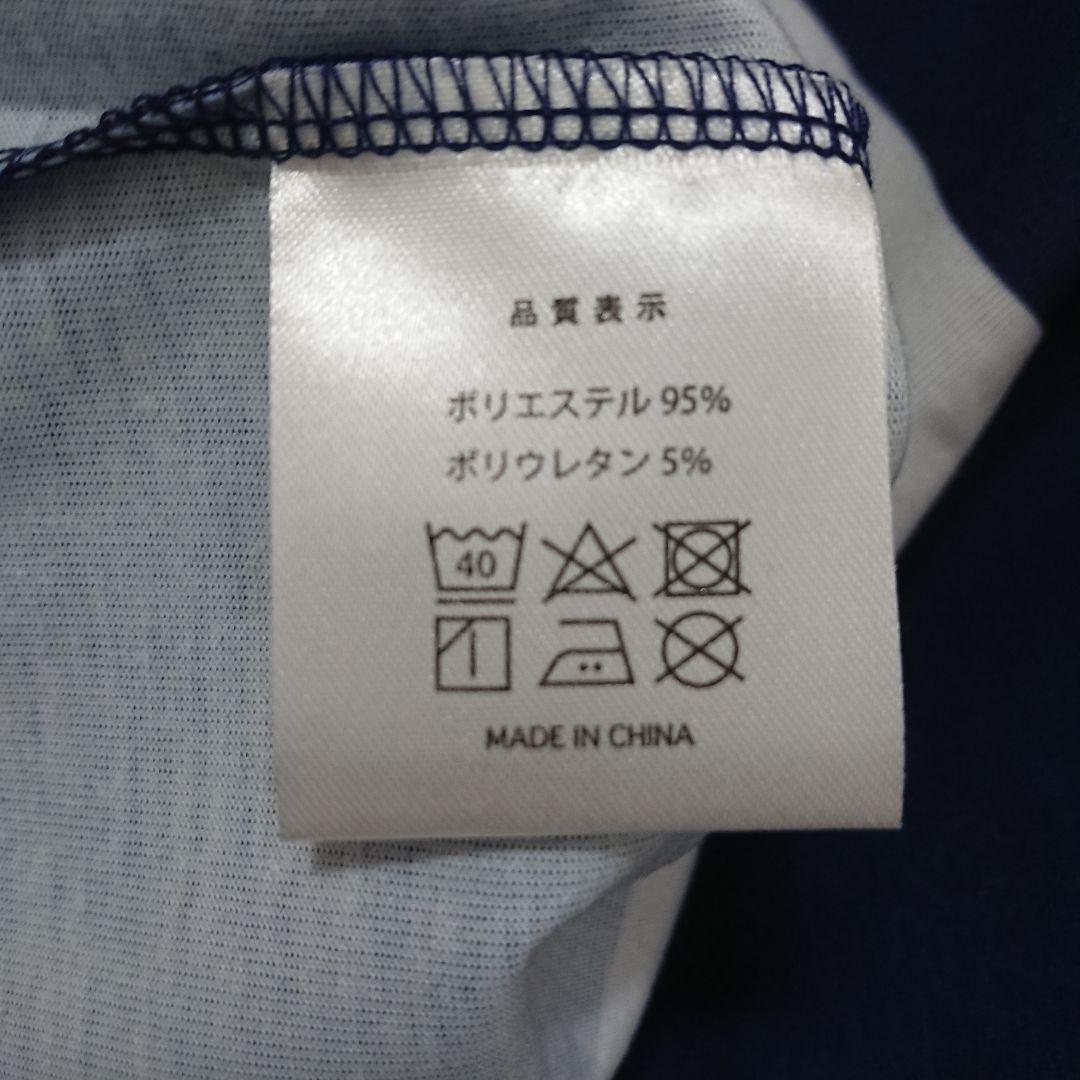 品質表示
ポリエステル 95%
ポリウレタン 5%
40
MADE IN CHINA